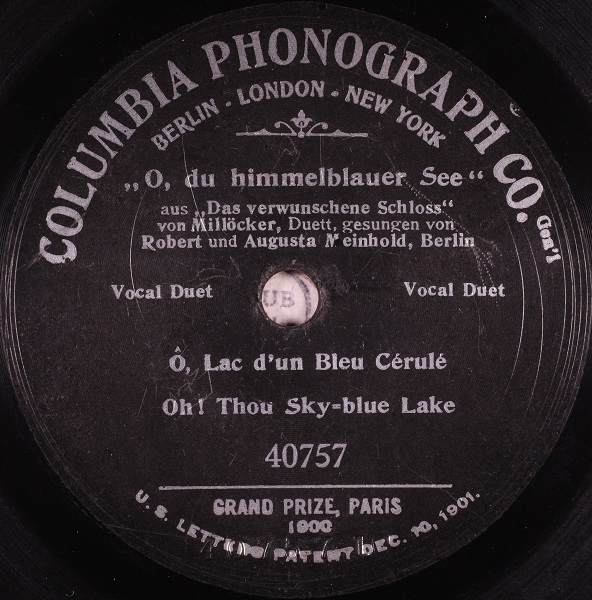 COLUMBIA PHONOGRAPH CO. Gen'l
BERLIN - LONDON - NEW YORK
„O, du himmelblauer See“
aus „Das verwunschene Schloss“
von Millöcker, Duett, gesungen von
Robert und Augusta Meinhold, Berlin
Vocal Duet
Vocal Duet
UB
Ô, Lac d'un Bleu Cérulé
Oh! Thou Sky=blue Lake
40757
GRAND PRIZE, PARIS
1900
U.S. LETTERS PATENT DEC. 10, 1901.